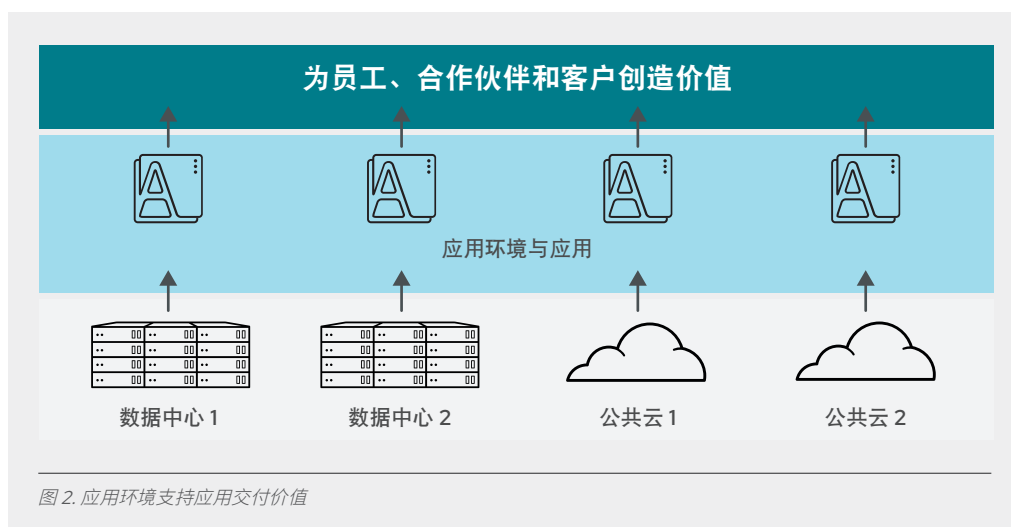 为员工、合作伙伴和客户创造价值
应用环境与应用
数据中心 1
数据中心 2
公共云 1
公共云 2
图 2. 应用环境支持应用交付价值